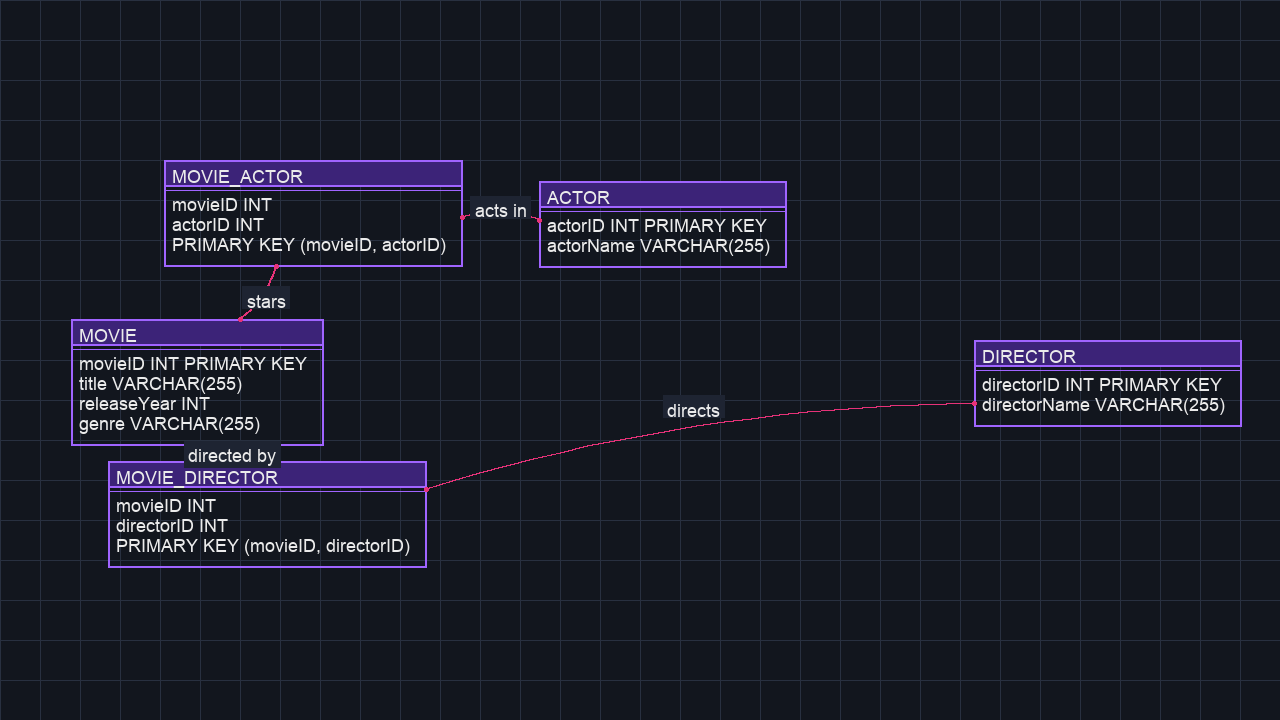 MOVIE_ACTOR
movieID INT
actorID INT
PRIMARY KEY (movieID, actorID)
acts in
ACTOR
actorID INT PRIMARY KEY
actorName VARCHAR(255)
stars
MOVIE
movieID INT PRIMARY KEY
title VARCHAR(255)
releaseYear INT
genre VARCHAR(255)
directed by
MOVIE_DIRECTOR
movieID INT
directorID INT
PRIMARY KEY (movieID, directorID)
directs
DIRECTOR
directorID INT PRIMARY KEY
directorName VARCHAR(255)